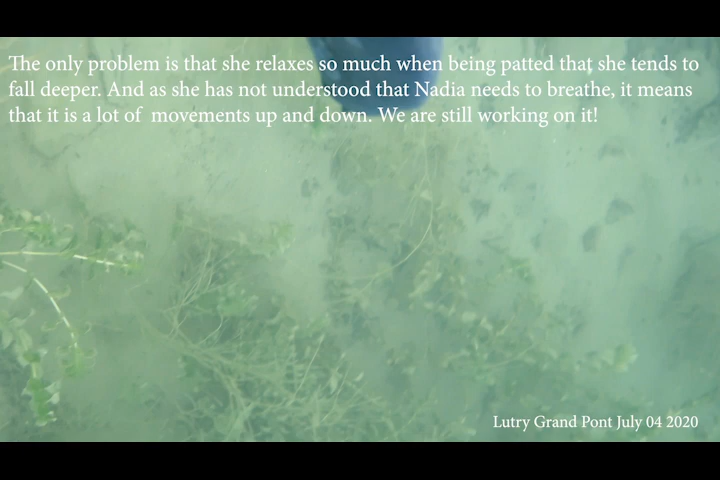 The only problem is that she relaxes so much when being patted that she tends to
fall deeper. And as she has not understood that Nadia needs to breathe, it means
that it is a lot of movements up and down. We are still working on it!
Lutry Grand Pont July 04 2020